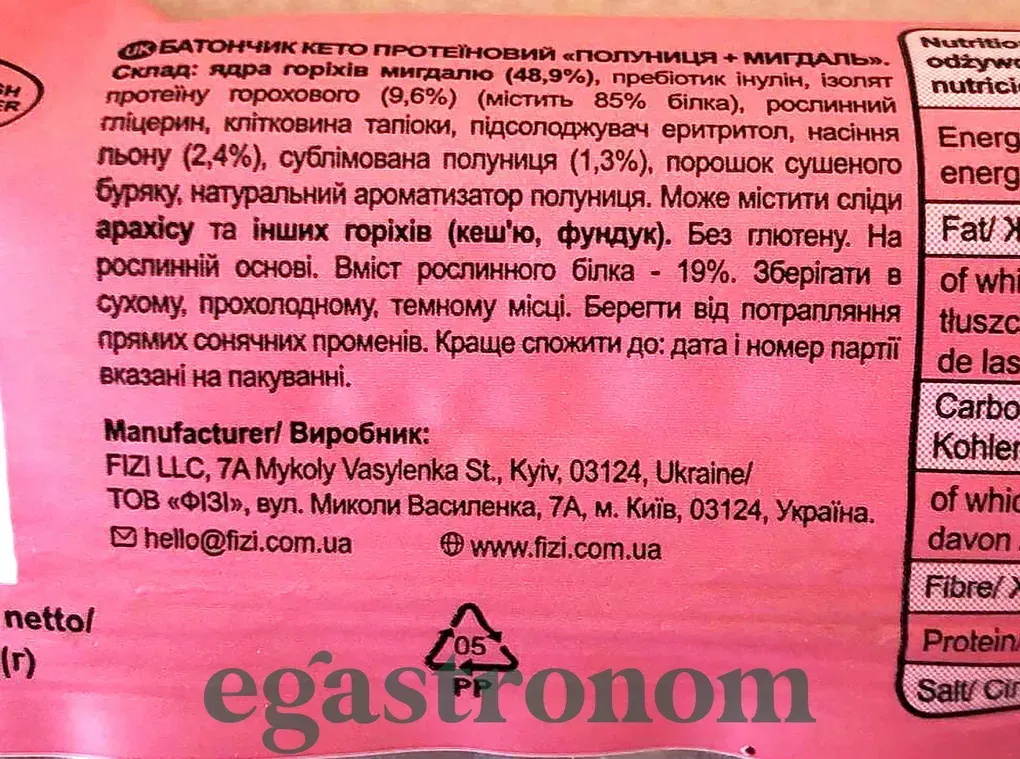 UK БАТОНЧИК КЕТО ПРОТЕЇНОВИЙ «ПОЛУНИЦЯ + МИГДАЛЬ».
Склад: ядра горіхів мигдалю (48,9%), пребіотик інулін, ізолят
протеїну горохового (9,6%) (містить 85% білка), рослинний
гліцерин, клітковина тапіоки, підсолоджувач еритритол, насіння
льону (2,4%), сублімована полуниця (1,3%), порошок сушеного
буряку, натуральний ароматизатор полуниця. Може містити сліди
арахісу та інших горіхів (кеш'ю, фундук). Без глютену. На
рослинній основі. Вміст рослинного білка - 19%. Зберігати в
сухому, прохолодному, темному місці. Берегти від потрапляння
прямих сонячних променів. Краще спожити до: дата і номер партії
вказані на пакуванні.
Manufacturer/ Виробник:
FIZI LLC, 7A Mykoly Vasylenka St., Kyiv, 03124, Ukraine/
ТОВ «ФІЗІ», вул. Миколи Василенка, 7А, м. Київ, 03124, Україна.
hello@fizi.com.ua www.fizi.com.ua
netto/
(г)
05
PP
egastronom
Nutritio
odżyw
nutrici
Energ
energ
Fat/ Ж
of whi
tłuszc
de las
Carbo
Kohler
of whic
davon
Fibre/
Protein/
Salt/ Ci